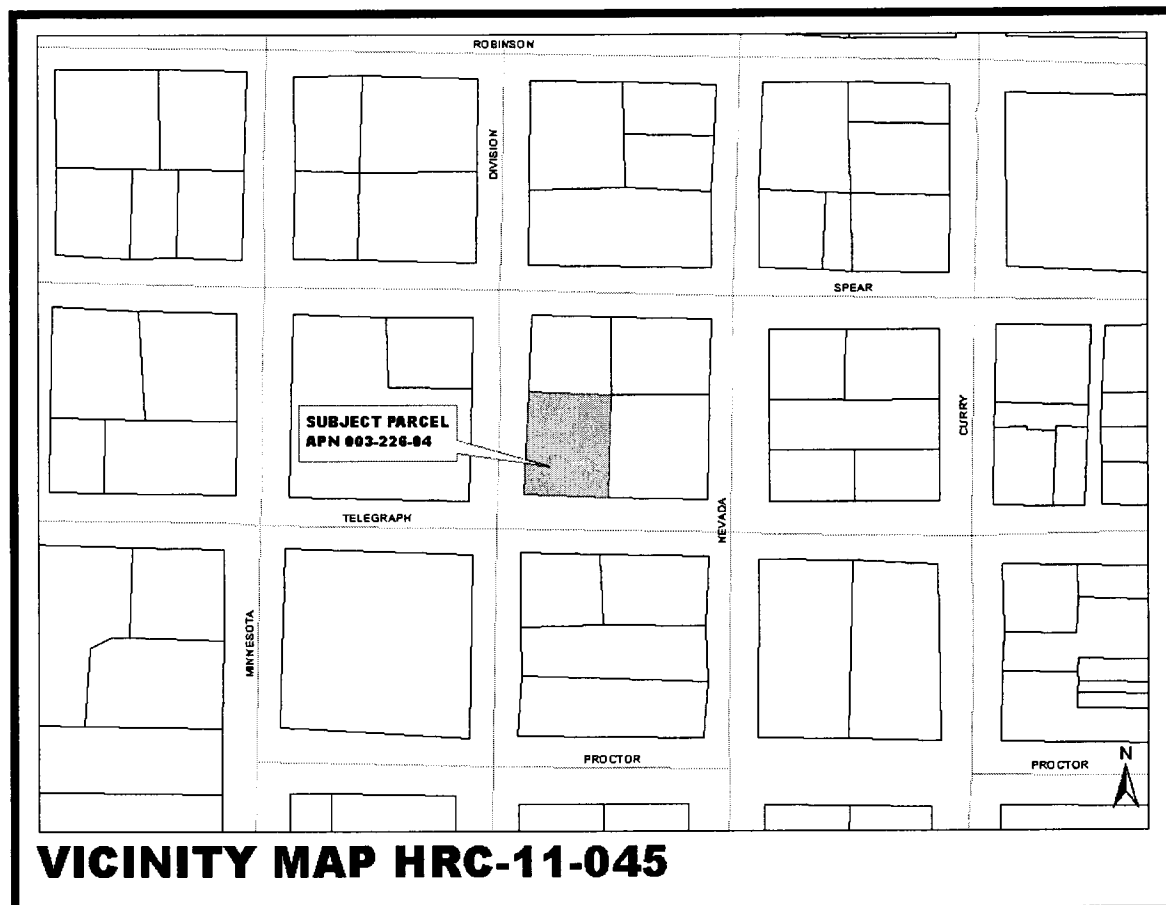 ROBINSON
DIVISION
SPEAR
CURRY
SUBJECT PARCEL
APN 003-226-04
TELEGRAPH
NEVADA
MINNESOTA
PROCTOR
PROCTOR
N
VICINITY MAP HRC-11-045